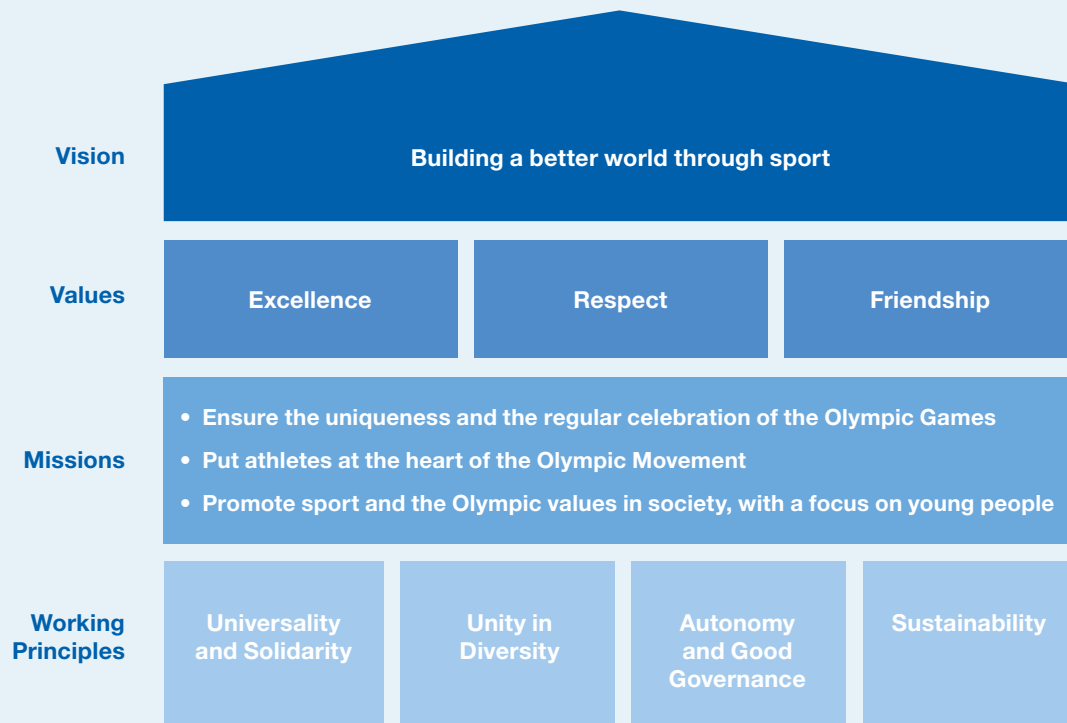 Vision
Building a better world through sport
Values
Excellence
Respect
Friendship
Missions
• Ensure the uniqueness and the regular celebration of the Olympic Games
• Put athletes at the heart of the Olympic Movement
• Promote sport and the Olympic values in society, with a focus on young people
Working
Principles
Universality
and Solidarity
Unity in
Diversity
Autonomy
and Good
Governance
Sustainability